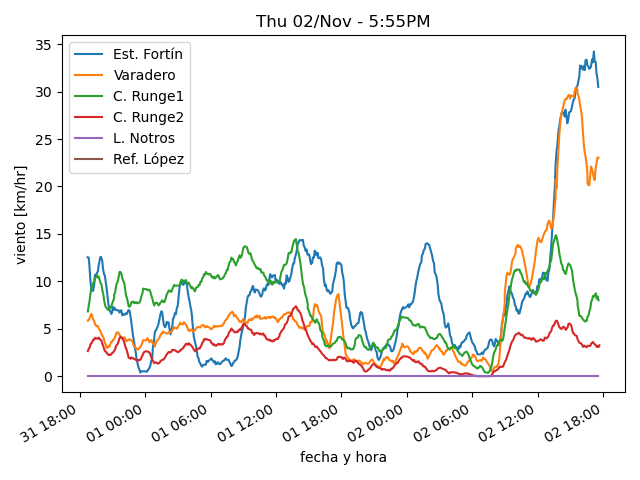 Thu 02/Nov - 5:55PM
35
30
25
20
15
10
5
0
viento [km/hr]
Est. Fortín
Varadero
C. Runge1
C. Runge2
L. Notros
Ref. López
31 18:00
01 00:00
01 06:00
01 12:00
01 18:00
02 00:00
02 06:00
02 12:00
02 18:00
fecha y hora